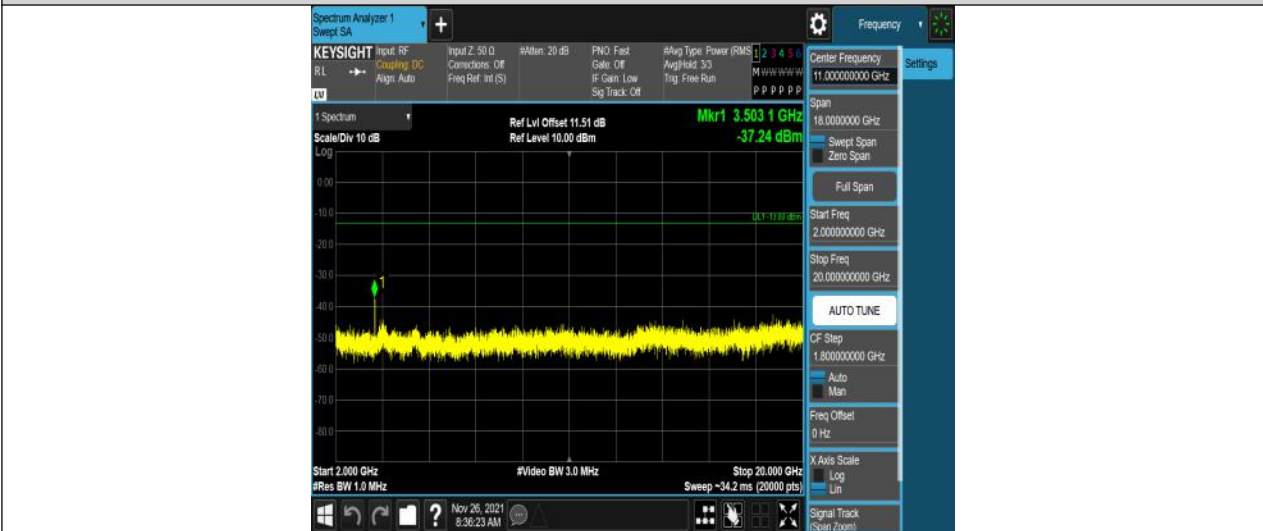 Spectrum Analyzer 1
Swept SA
+
Frequency
KEYSIGHT
RL
LV
Input: RF
Coupling: DC
Align: Auto
Input Z: 50 Ω
Corrections: Off
Freq Ref: Int (S)
#Atten: 20 dB
PNO: Fast
Gate: Off
IF Gain: Low
Sig Track: Off
#Avg Type: Power (RMS
Avg|Hold: 3/3
Trig: Free Run
1 2 3 4 5 6
M W W W W W
P P P P P P
1 Spectrum
Scale/Div 10 dB
Ref Lvl Offset 11.51 dB
Ref Level 10.00 dBm
Mkr1 3.503 1 GHz
-37.24 dBm
Log
0.00
-10.0
DL1 -13.00 dBm
-20.0
-30.0
1
-40.0
-50.0
-60.0
-70.0
-80.0
Start 2.000 GHz
#Res BW 1.0 MHz
#Video BW 3.0 MHz
Stop 20.000 GHz
Sweep ~34.2 ms (20000 pts)
?
Nov 26, 2021
8:36:23 AM
Center Frequency
11.000000000 GHz
Settings
Span
18.0000000 GHz
Swept Span
Zero Span
Full Span
Start Freq
2.000000000 GHz
Stop Freq
20.000000000 GHz
AUTO TUNE
CF Step
1.800000000 GHz
Auto
Man
Freq Offset
0 Hz
X Axis Scale
Log
Lin
Signal Track
(Span Zoom)